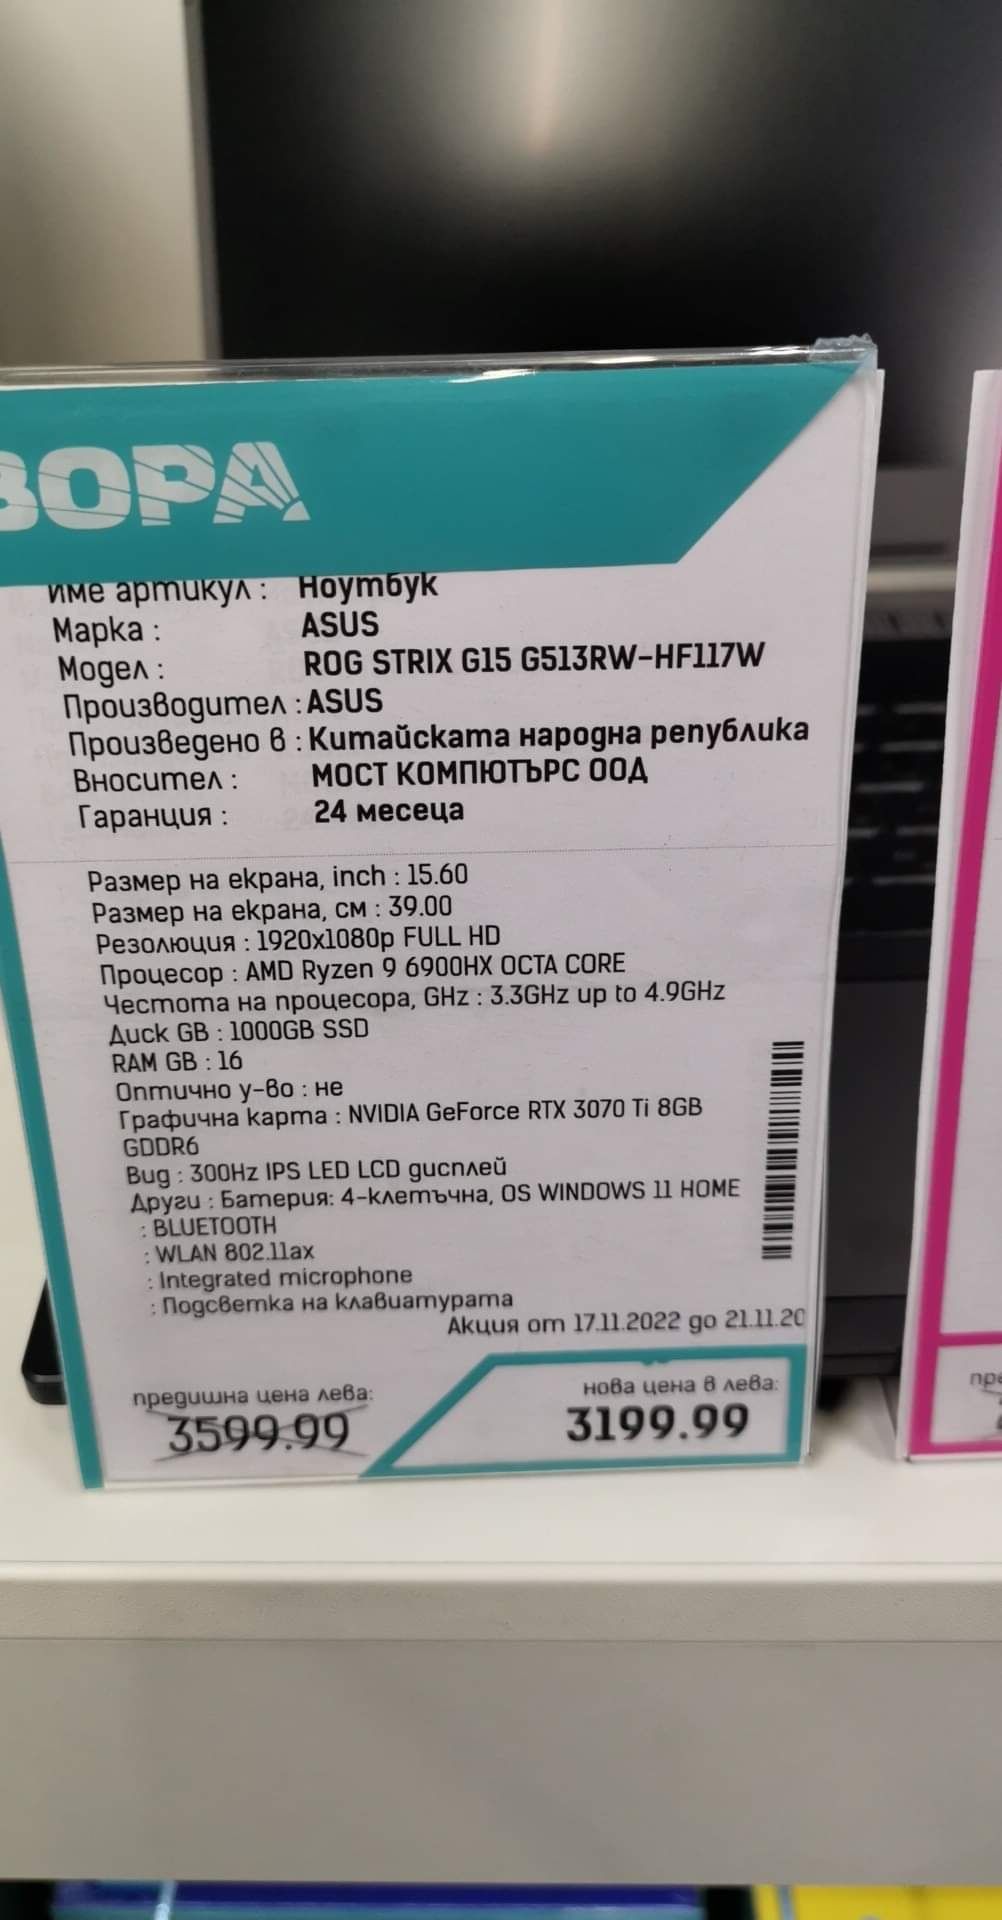 ВОРА
име артикул : Ноутбук
Марка : ASUS
Модел : ROG STRIX G15 G513RW-HF117W
Производител : ASUS
Произведено в : Китайската народна република
Вносител : МОСТ КОМПЮТЪРС ООД
Гаранция : 24 месеца
Размер на екрана, inch : 15.60
Размер на екрана, см : 39.00
Резолюция : 1920x1080p FULL HD
Процесор : AMD Ryzen 9 6900HX OCTA CORE
Честота на процесора, GHz : 3.3GHz up to 4.9GHz
Диск GB : 1000GB SSD
RAM GB : 16
Оптично у-во : не
Графична карта : NVIDIA GeForce RTX 3070 Ti 8GB
GDDR6
Вид : 300Hz IPS LED LCD дисплей
Други : Батерия: 4-клетъчна, OS WINDOWS 11 HOME
: BLUETOOTH
: WLAN 802.11ax
: Integrated microphone
: Подсветка на клавиатурата
Акция от 17.11.2022 до 21.11.20
предишна цена лева:
3599.99
нова цена в лева:
3199.99